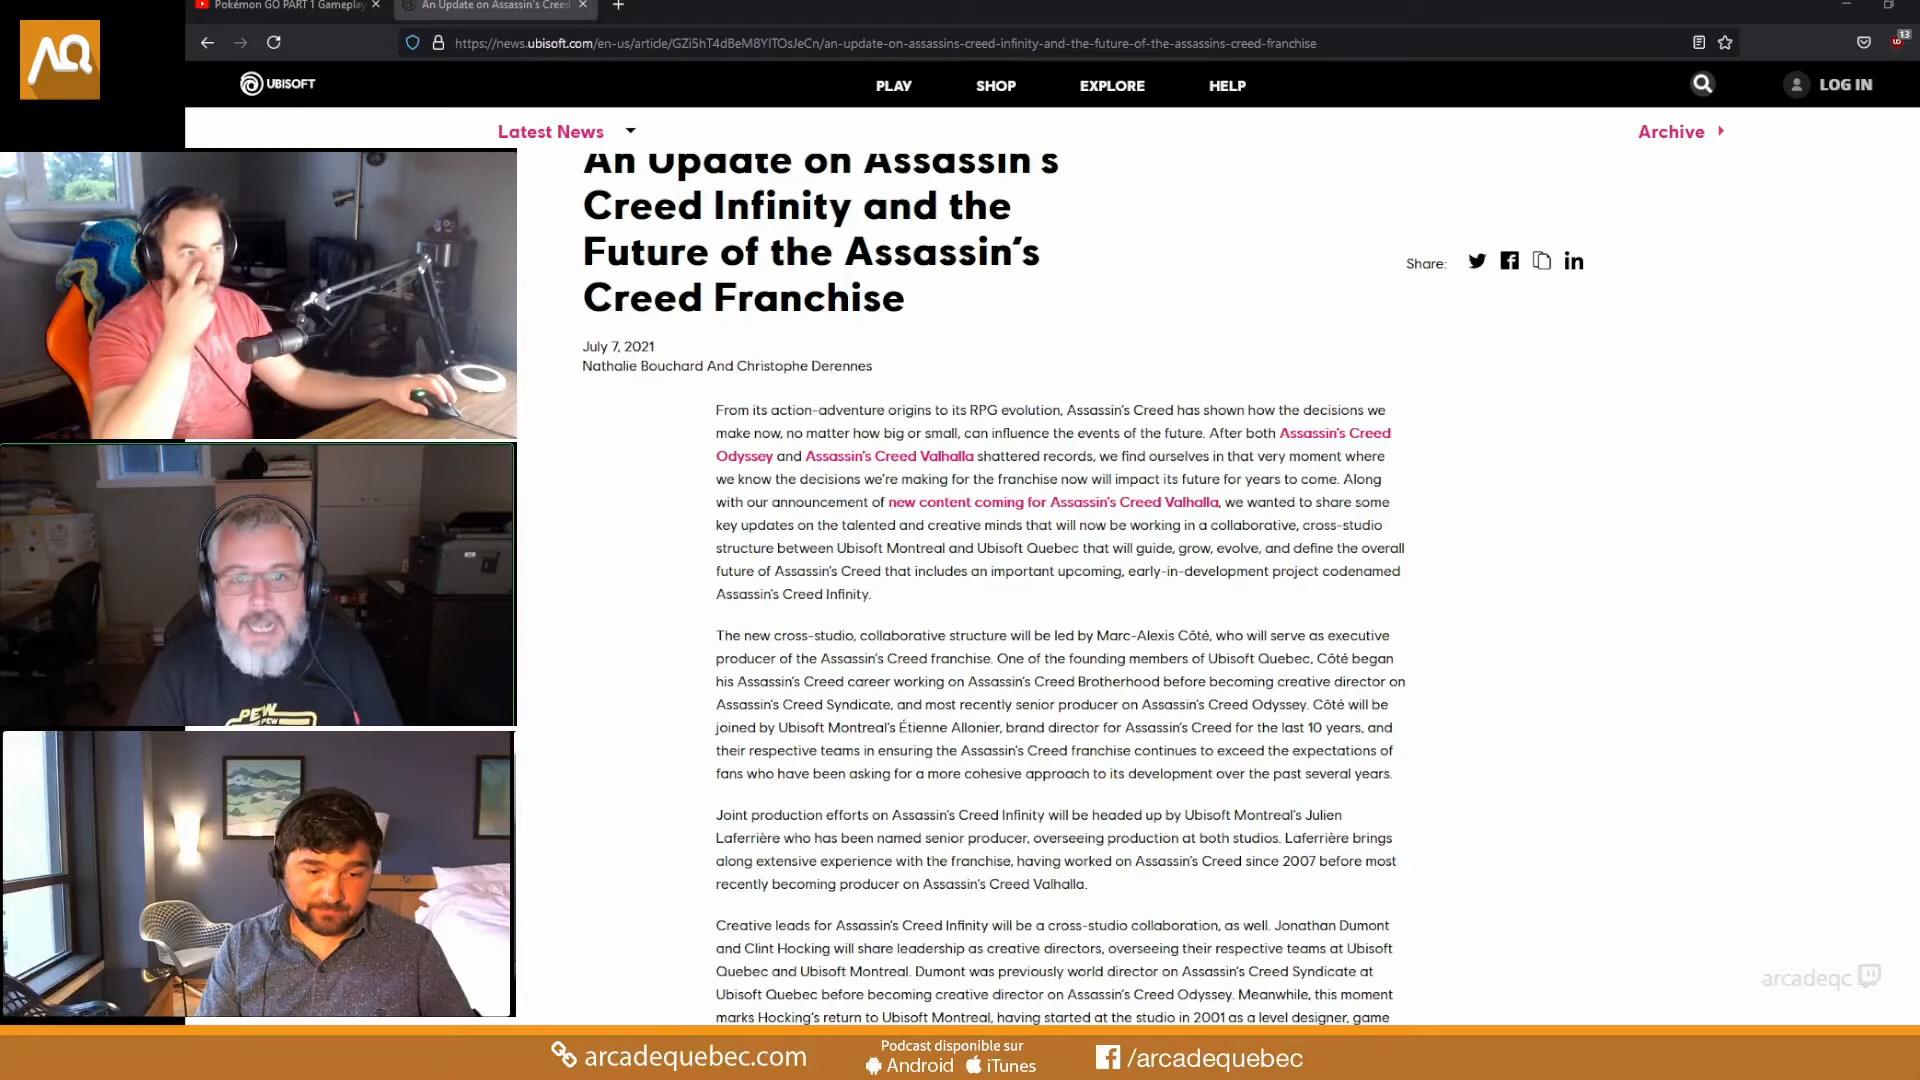 Pokémon GO PART 1 Gameplay
An Update on Assassin's Creed
https://news.ubisoft.com/en-us/article/GZi5hT4dBeM8YlTOsJeCn/an-update-on-assassins-creed-infinity-and-the-future-of-the-assassins-creed-franchise
13
AQ
UBISOFT
PLAY
SHOP
EXPLORE
HELP
LOG IN
Latest News
Archive
An Update on Assassin's
Creed Infinity and the
Future of the Assassin's
Creed Franchise
Share:
July 7, 2021
Nathalie Bouchard And Christophe Derennes
From its action-adventure origins to its RPG evolution, Assassin's Creed has shown how the decisions we
make now, no matter how big or small, can influence the events of the future. After both Assassin's Creed
Odyssey and Assassin's Creed Valhalla shattered records, we find ourselves in that very moment where
we know the decisions we're making for the franchise now will impact its future for years to come. Along
with our announcement of new content coming for Assassin's Creed Valhalla, we wanted to share some
key updates on the talented and creative minds that will now be working in a collaborative, cross-studio
structure between Ubisoft Montreal and Ubisoft Quebec that will guide, grow, evolve, and define the overall
future of Assassin's Creed that includes an important upcoming, early-in-development project codenamed
Assassin's Creed Infinity.
The new cross-studio, collaborative structure will be led by Marc-Alexis Côté, who will serve as executive
producer of the Assassin's Creed franchise. One of the founding members of Ubisoft Quebec, Côté began
his Assassin's Creed career working on Assassin's Creed Brotherhood before becoming creative director on
Assassin's Creed Syndicate, and most recently senior producer on Assassin's Creed Odyssey. Côté will be
joined by Ubisoft Montreal's Étienne Allonier, brand director for Assassin's Creed for the last 10 years, and
their respective teams in ensuring the Assassin's Creed franchise continues to exceed the expectations of
fans who have been asking for a more cohesive approach to its development over the past several years.
Joint production efforts on Assassin's Creed Infinity will be headed up by Ubisoft Montreal's Julien
Laferrière who has been named senior producer, overseeing production at both studios. Laferrière brings
along extensive experience with the franchise, having worked on Assassin's Creed since 2007 before most
recently becoming producer on Assassin's Creed Valhalla.
Creative leads for Assassin's Creed Infinity will be a cross-studio collaboration, as well. Jonathan Dumont
and Clint Hocking will share leadership as creative directors, overseeing their respective teams at Ubisoft
Quebec and Ubisoft Montreal. Dumont was previously world director on Assassin's Creed Syndicate at
Ubisoft Quebec before becoming creative director on Assassin's Creed Odyssey. Meanwhile, this moment
marks Hocking's return to Ubisoft Montreal, having started at the studio in 2001 as a level designer, game
PEW
PEW
arcadeqc
arcadequebec.com
Podcast disponible sur
Android iTunes
/arcadequebec